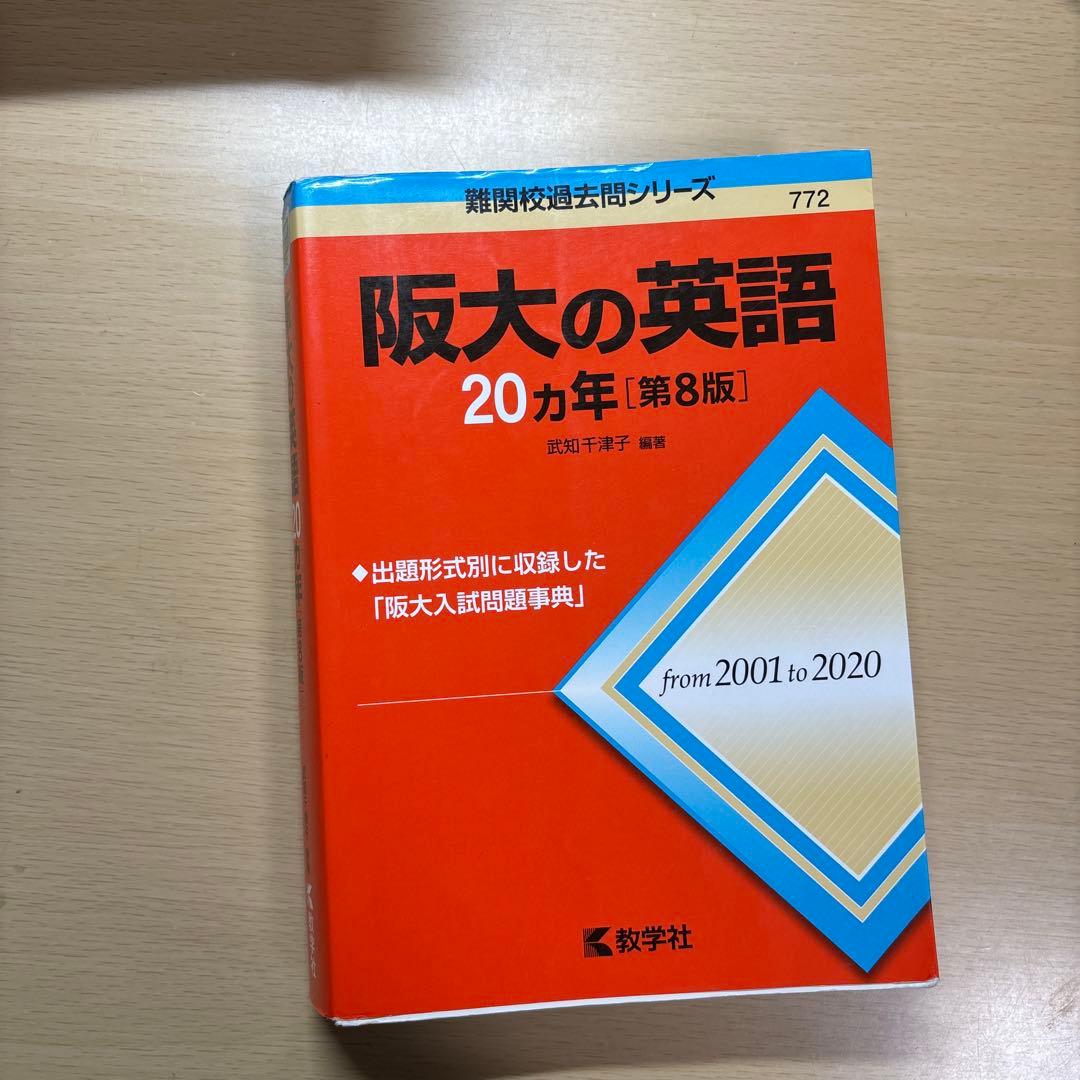 難関校過去問シリーズ
772
阪大の英語
20ヵ年［第8版］
武知千津子 編著
◆出題形式別に収録した
「阪大入試問題事典」
from 2001 to 2020
教学社